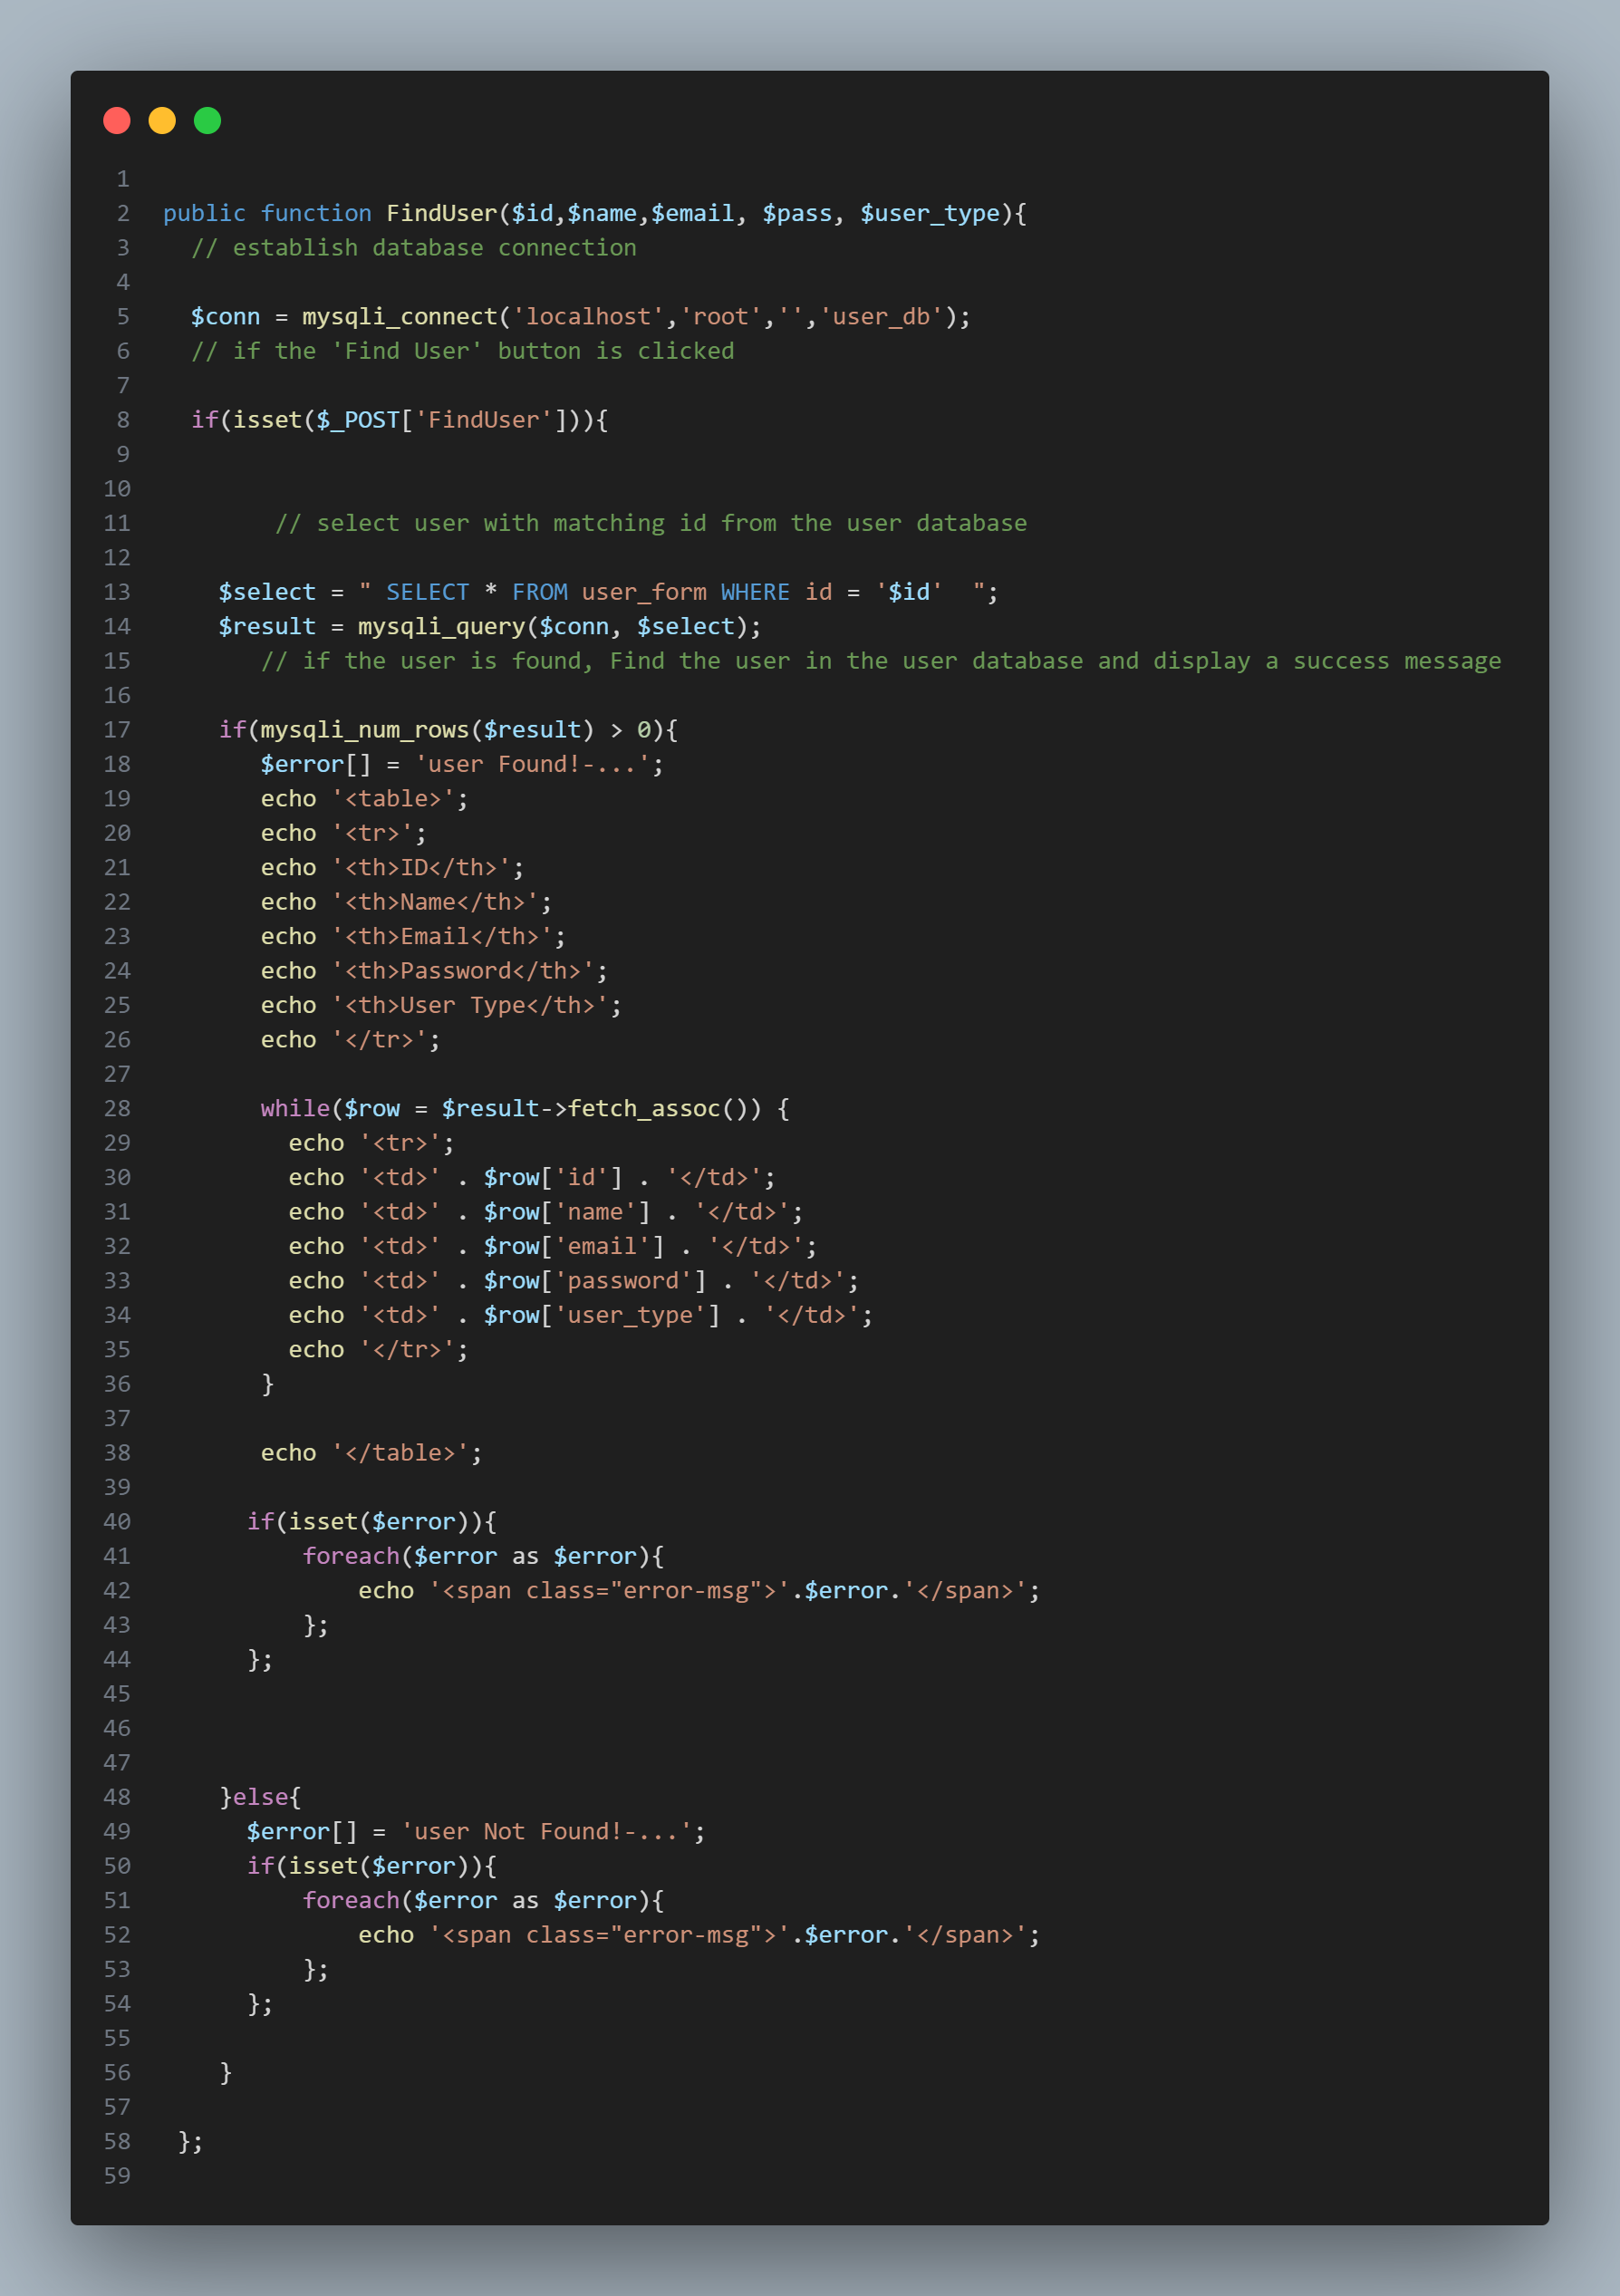 1
2 public function FindUser($id,$name,$email, $pass, $user_type){
3 // establish database connection
4
5 $conn = mysqli_connect('localhost','root','','user_db');
6 // if the 'Find User' button is clicked
7
8 if(isset($_POST['FindUser'])){
9
10
11 // select user with matching id from the user database
12
13 $select = " SELECT * FROM user_form WHERE id = '$id'  ";
14 $result = mysqli_query($conn, $select);
15 // if the user is found, Find the user in the user database and display a success message
16
17 if(mysqli_num_rows($result) > 0){
18 $error[] = 'user Found!-...';
19 echo '<table>';
20 echo '<tr>';
21 echo '<th>ID</th>';
22 echo '<th>Name</th>';
23 echo '<th>Email</th>';
24 echo '<th>Password</th>';
25 echo '<th>User Type</th>';
26 echo '</tr>';
27
28 while($row = $result->fetch_assoc()) {
29 echo '<tr>';
30 echo '<td>' . $row['id'] . '</td>';
31 echo '<td>' . $row['name'] . '</td>';
32 echo '<td>' . $row['email'] . '</td>';
33 echo '<td>' . $row['password'] . '</td>';
34 echo '<td>' . $row['user_type'] . '</td>';
35 echo '</tr>';
36 }
37
38 echo '</table>';
39
40 if(isset($error)){
41 foreach($error as $error){
42 echo '<span class="error-msg">'.$error.'</span>';
43 };
44 };
45
46
47
48 }else{
49 $error[] = 'user Not Found!-...';
50 if(isset($error)){
51 foreach($error as $error){
52 echo '<span class="error-msg">'.$error.'</span>';
53 };
54 };
55
56 }
57
58 };
59